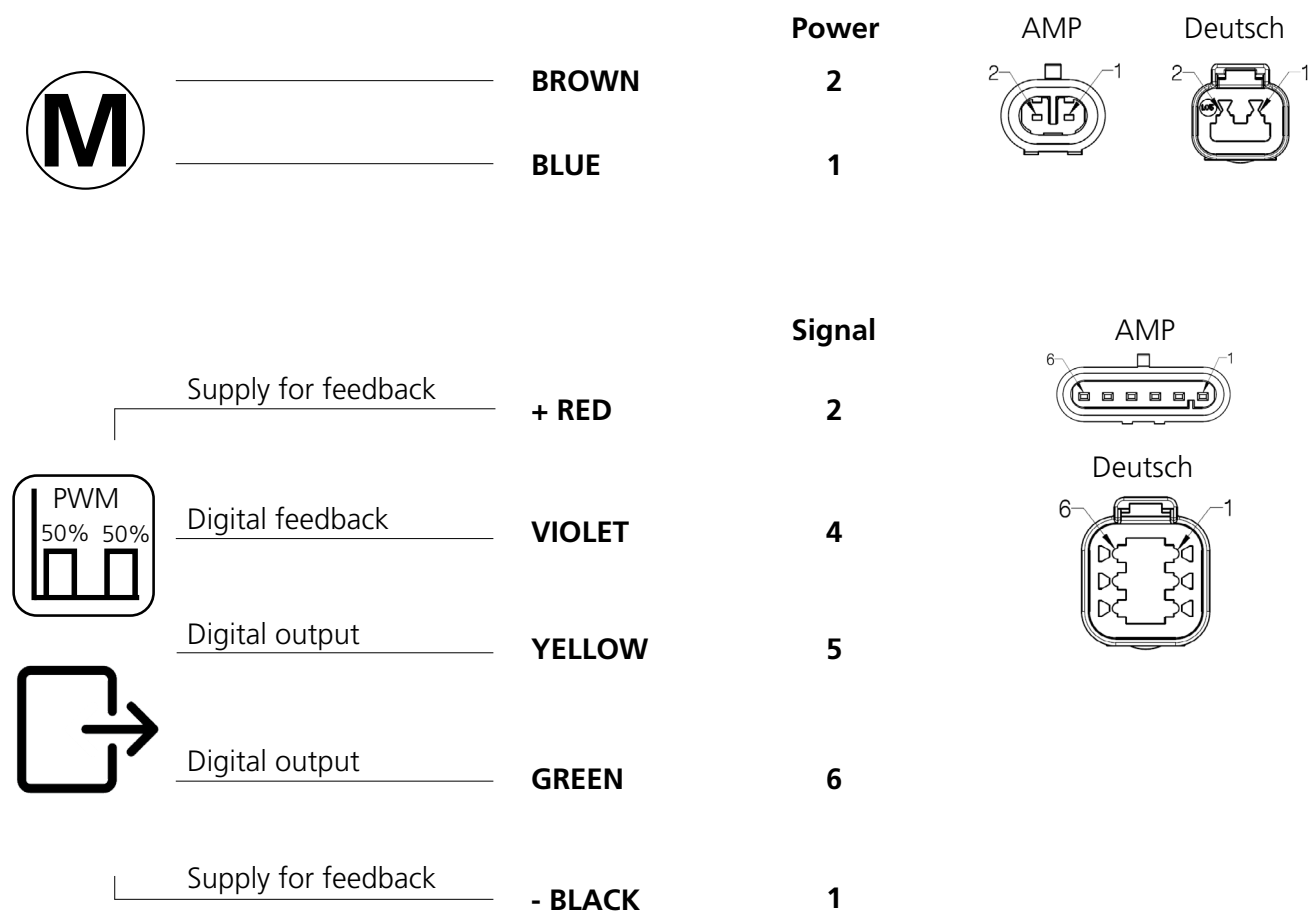 Power AMP Deutsch
M
BROWN 2
2 1
2 1
BLUE 1
Signal AMP
6 1
Supply for feedback + RED 2
Deutsch
6 1
PWM
50% 50%
Digital feedback VIOLET 4
Digital output YELLOW 5
Digital output GREEN 6
Supply for feedback - BLACK 1